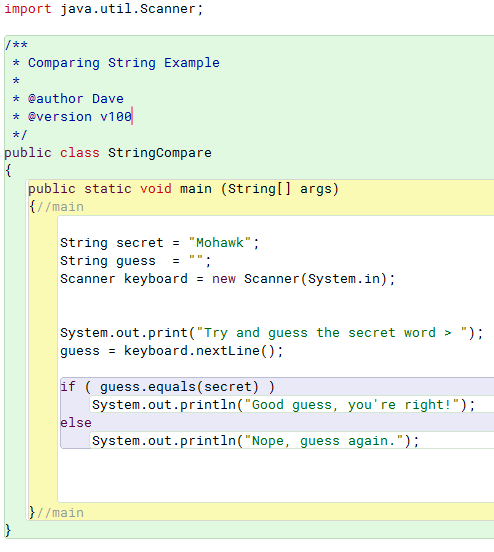 import java.util.Scanner;
/**
 * Comparing String Example
 *
 * @author Dave
 * @version v100
 */
public class StringCompare
{
public static void main (String[] args)
{//main
String secret = "Mohawk";
String guess  = "";
Scanner keyboard = new Scanner(System.in);
System.out.print("Try and guess the secret word > ");
guess = keyboard.nextLine();
if ( guess.equals(secret) )
System.out.println("Good guess, you're right!");
else
System.out.println("Nope, guess again.");
}//main
}